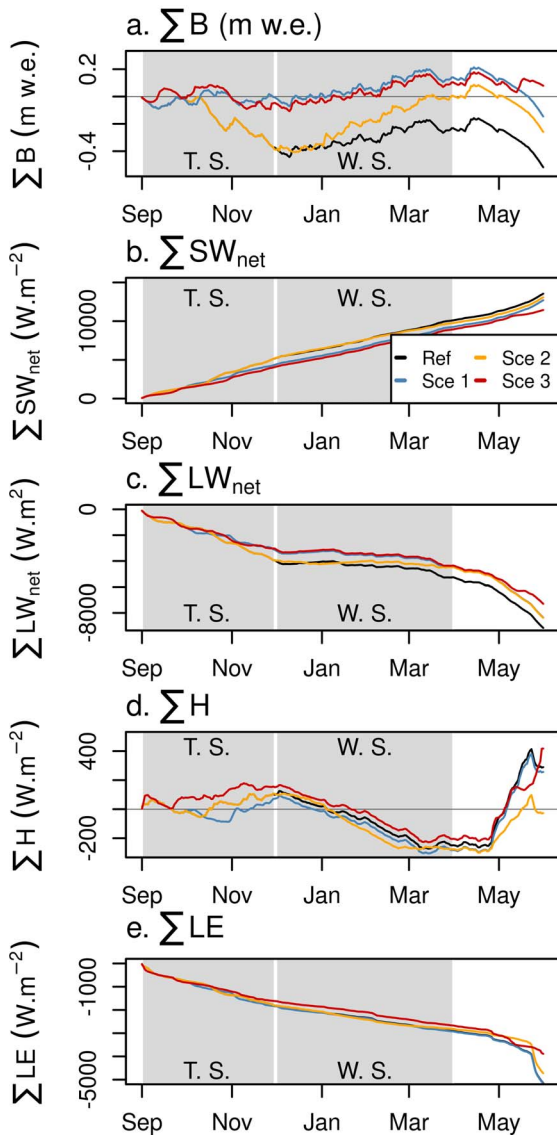 a. ∑ B (m w.e.)
∑ B (m w.e.)
0.2
-0.4
T. S.
W. S.
Sep Nov Jan Mar May
b. ∑ SWnet
∑ SWnet (W.m−2)
10000
0
T. S.
W. S.
Ref Sce 2
Sce 1 Sce 3
Sep Nov Jan Mar May
c. ∑ LWnet
∑ LWnet (W.m2)
0
-8000
T. S.
W. S.
Sep Nov Jan Mar May
d. ∑ H
∑ H (W.m−2)
400
-200
T. S.
W. S.
Sep Nov Jan Mar May
e. ∑ LE
∑ LE (W.m−2)
-1000
-5000
T. S.
W. S.
Sep Nov Jan Mar May